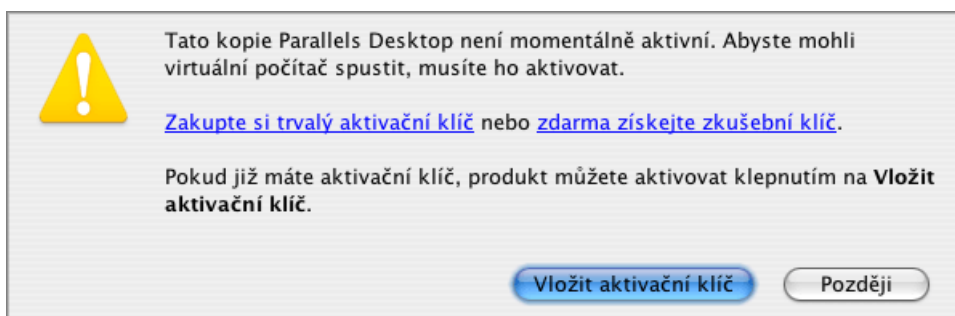 Tato kopie Parallels Desktop není momentálně aktivní. Abyste mohli
virtuální počítač spustit, musíte ho aktivovat.
Zakupte si trvalý aktivační klíč nebo zdarma získejte zkušební klíč.
Pokud již máte aktivační klíč, produkt můžete aktivovat klepnutím na Vložit
aktivační klíč.
Vložit aktivační klíč Později